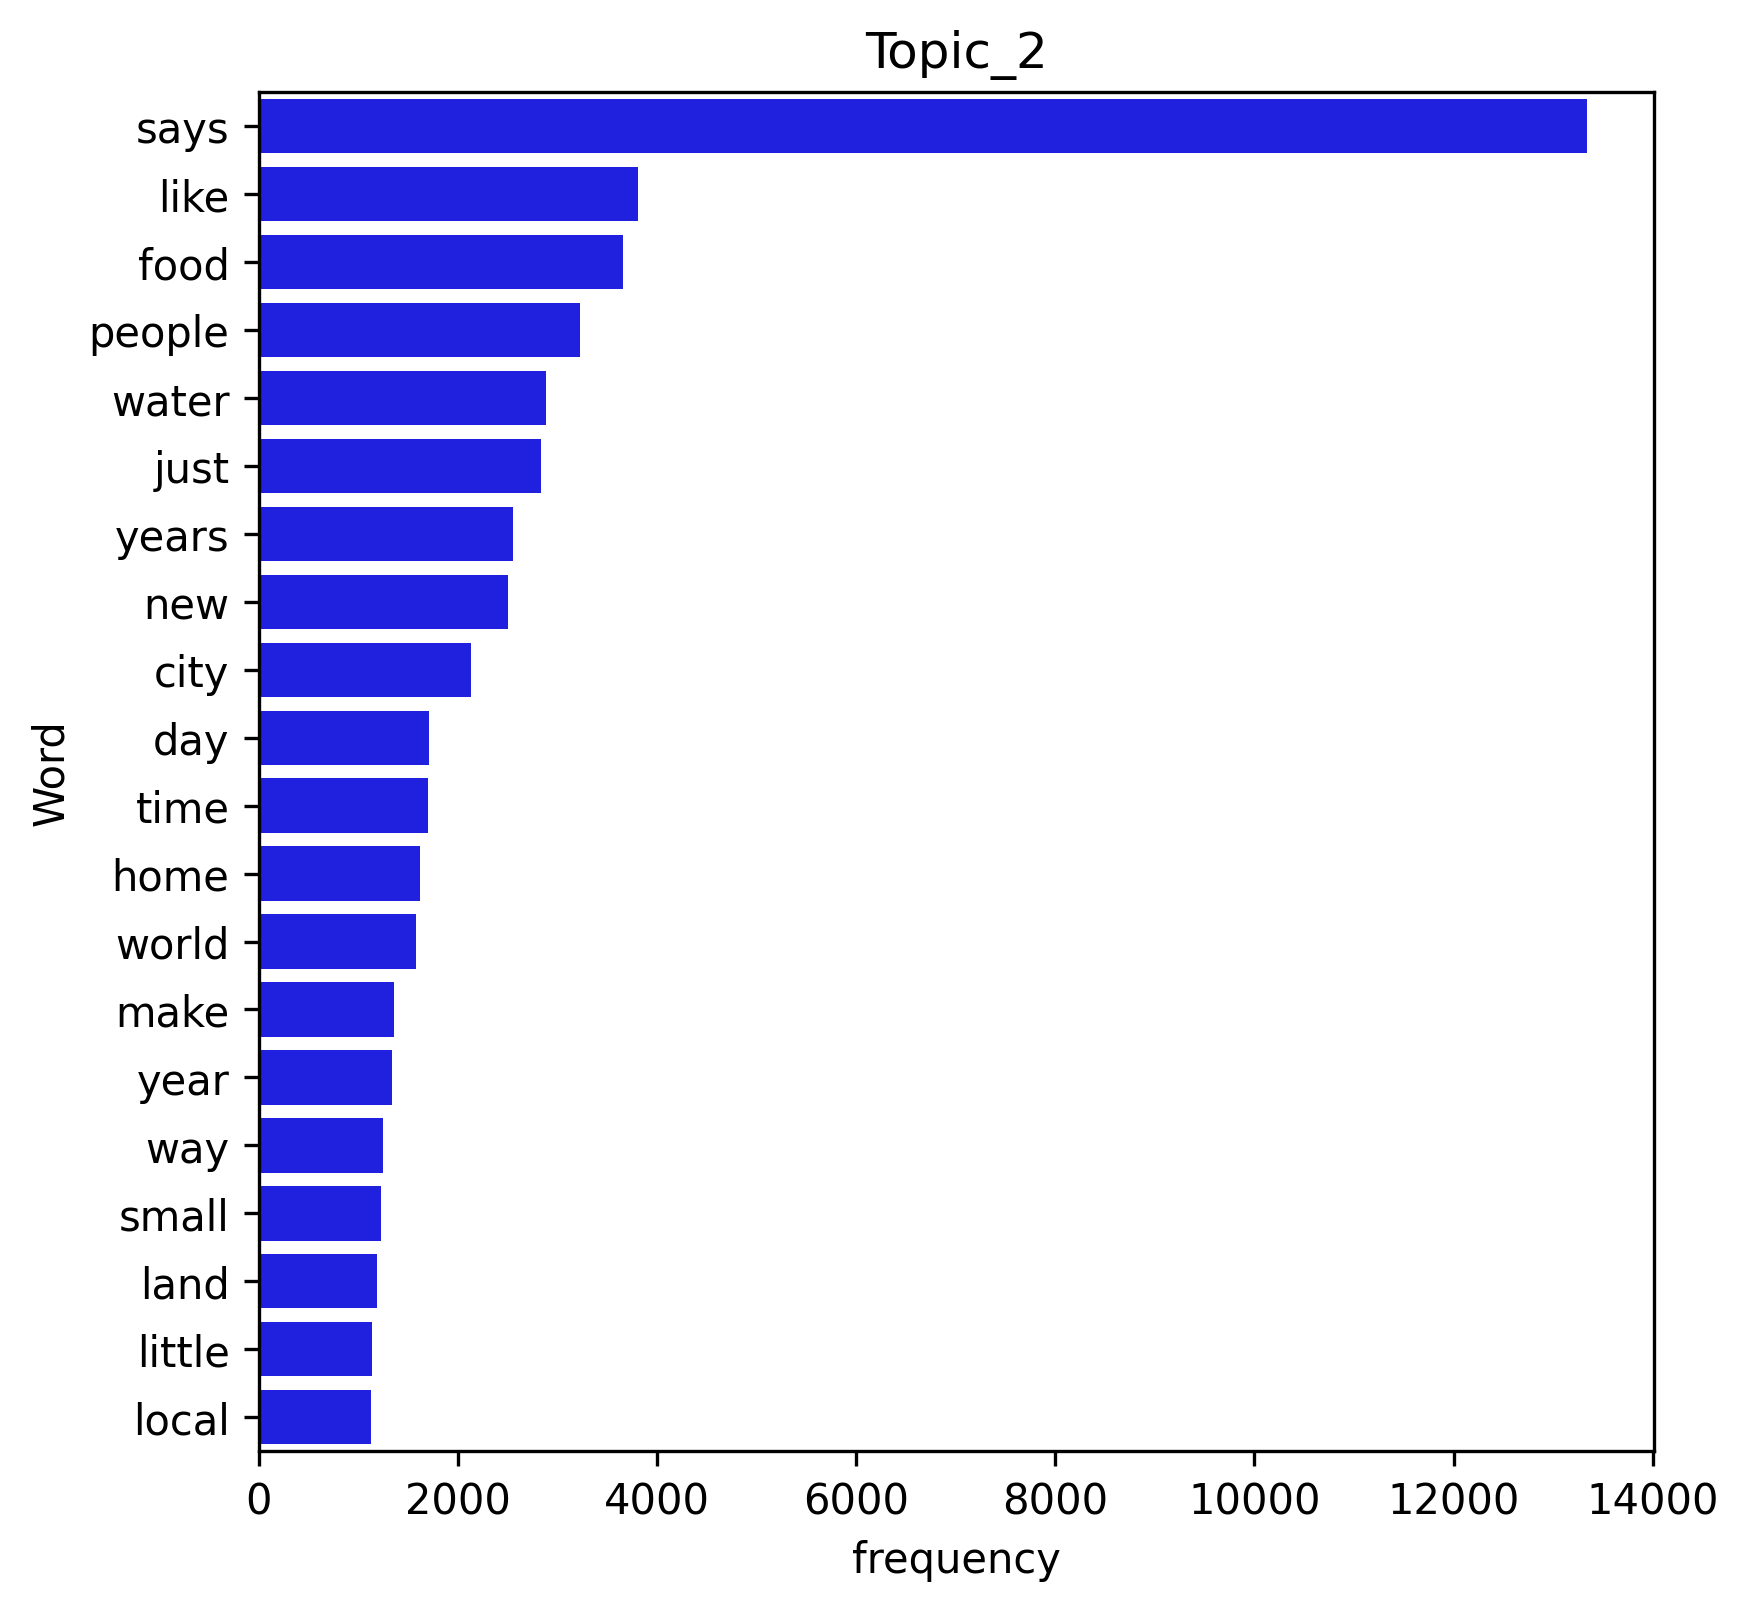 Topic_2
says
like
food
people
water
just
years
new
city
day
time
home
world
make
year
way
small
land
little
local
Word
0 2000 4000 6000 8000 10000 12000 14000
frequency